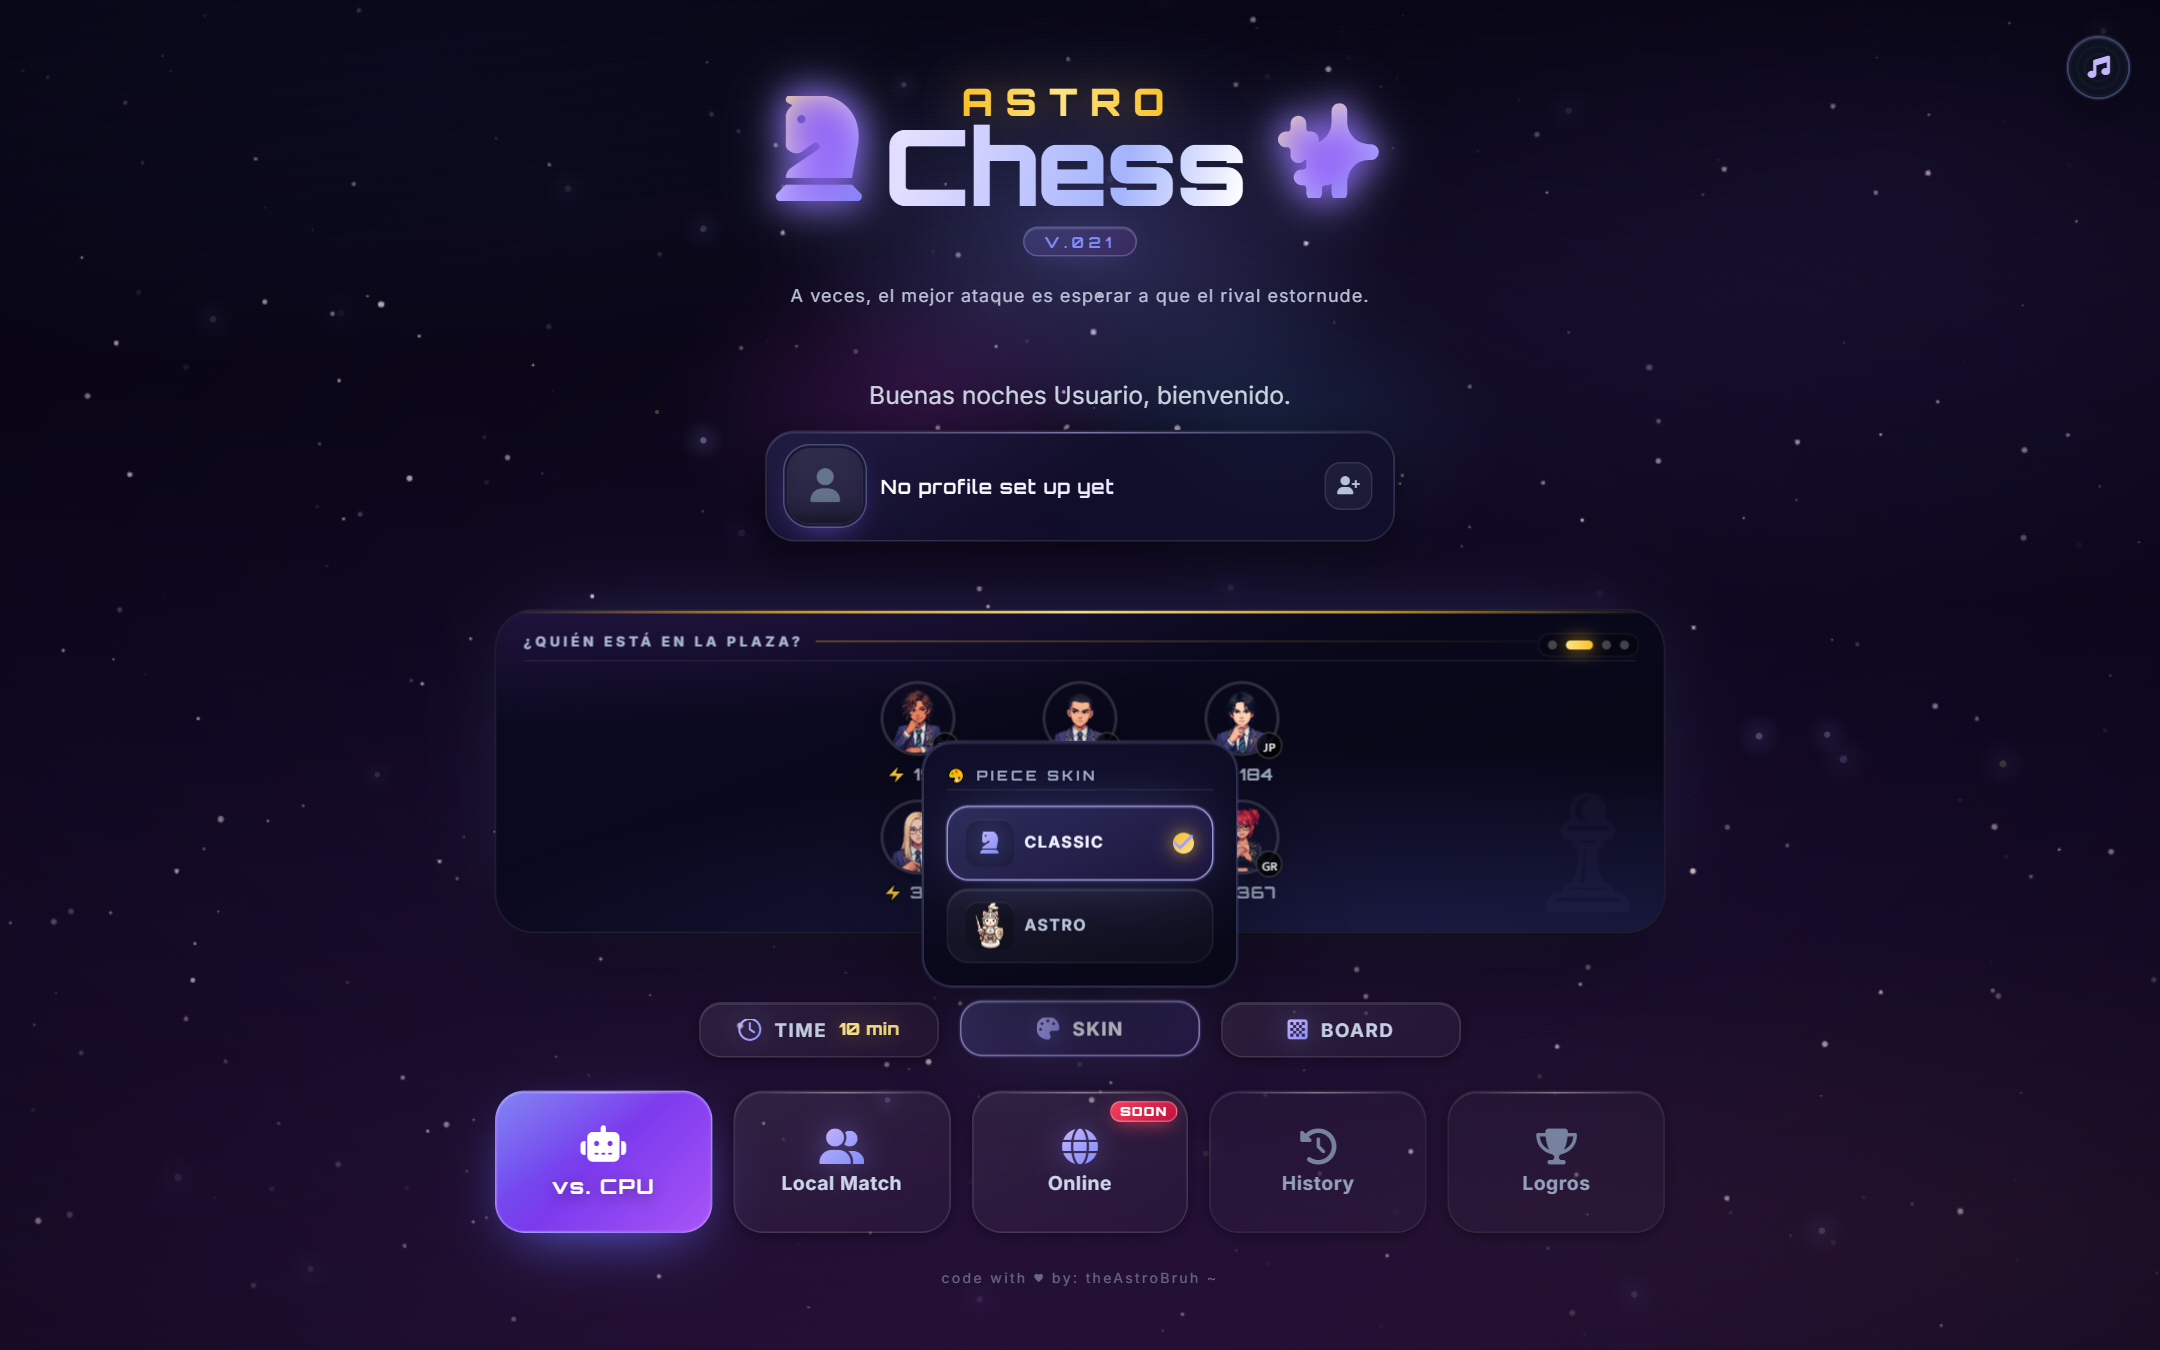 ASTRO
Chess
V.021
A veces, el mejor ataque es esperar a que el rival estornude.
Buenas noches Usuario, bienvenido.
No profile set up yet
¿QUIÉN ESTÁ EN LA PLAZA?
JP
184
PIECE SKIN
CLASSIC
GR
367
ASTRO
TIME 10 min
SKIN
BOARD
SOON
vs. CPU
Local Match
Online
History
Logros
code with ♥ by: theAstroBruh ~